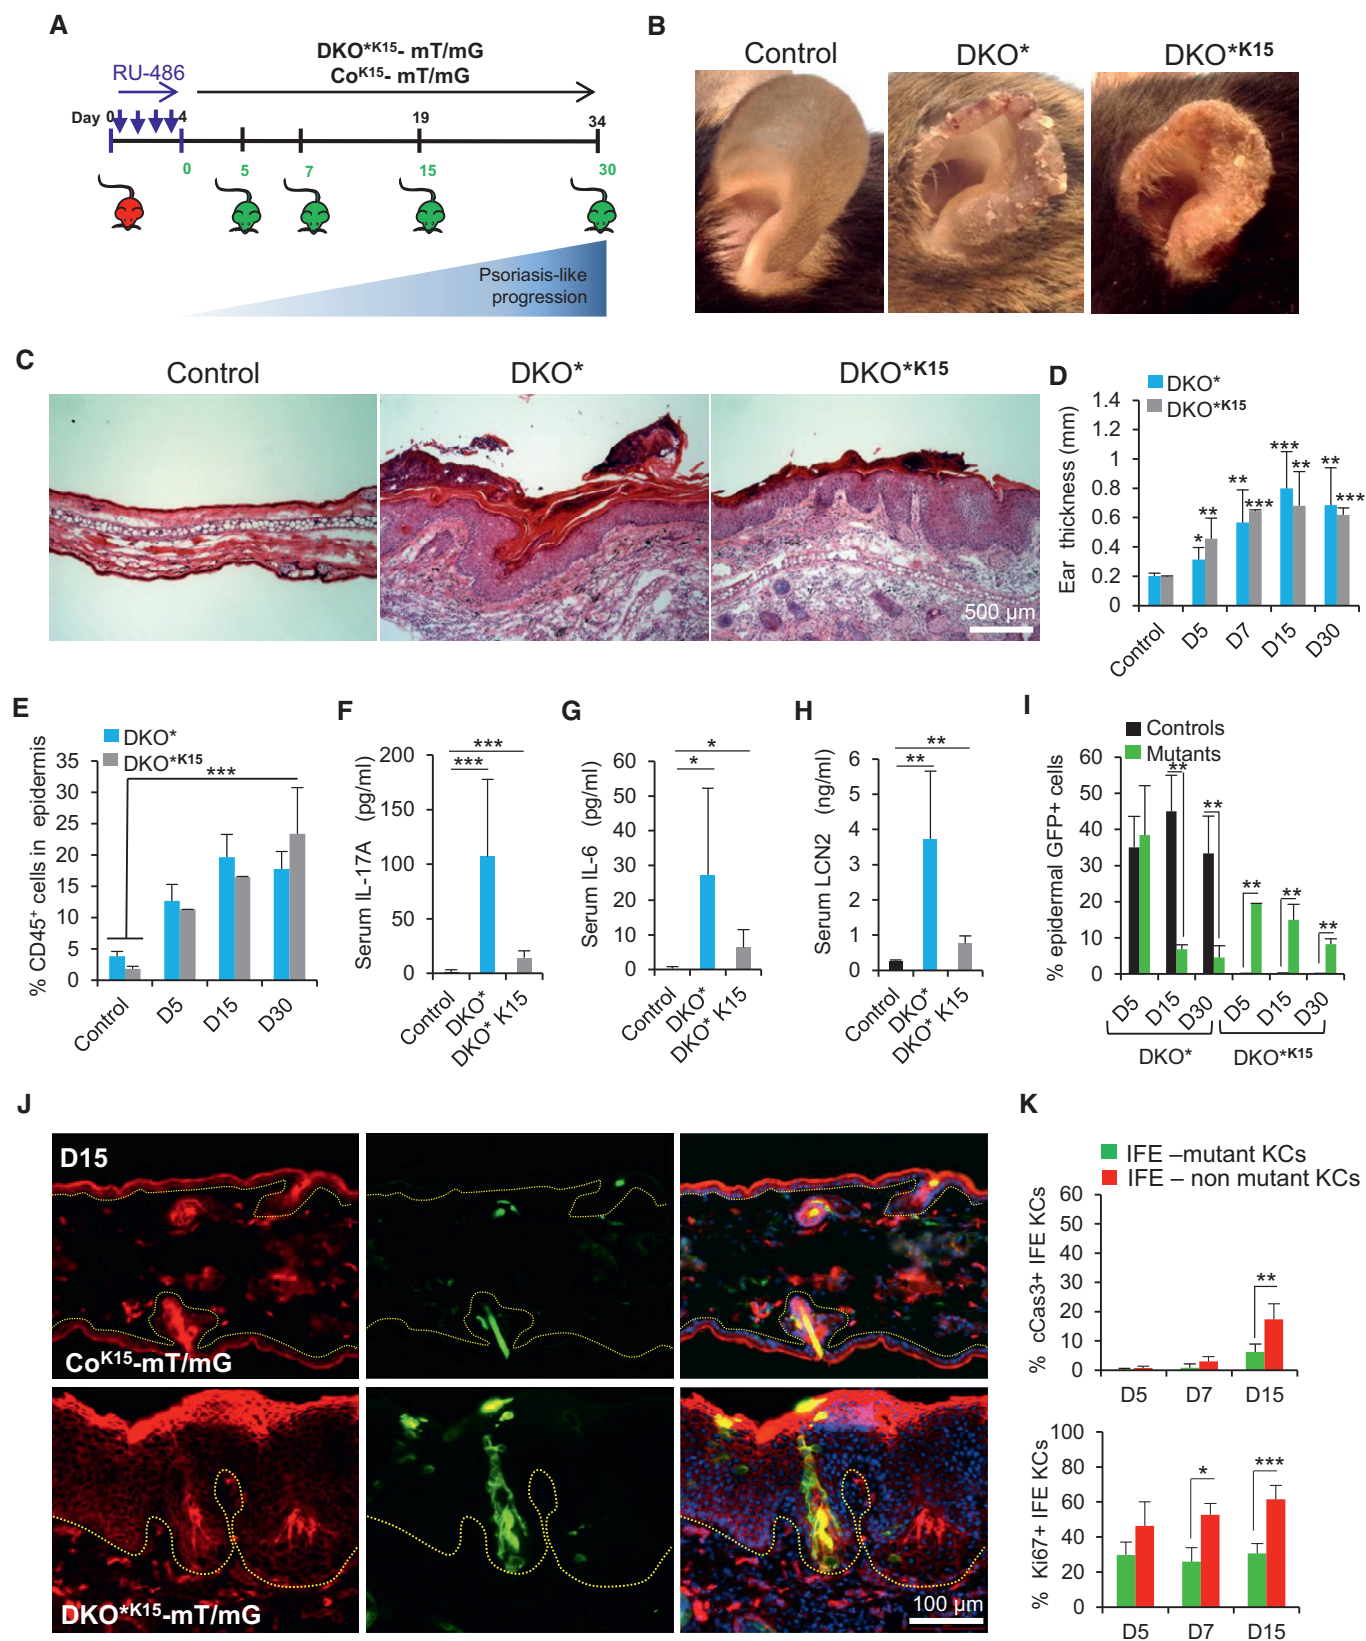 A
DKO*K15- mT/mG
CoK15- mT/mG
RU-486
Day 0 4 19 34
0 5 7 15 30
Psoriasis-like
progression
B
Control DKO* DKO*K15
C
Control DKO* DKO*K15
500 µm
D
DKO*
DKO*K15
Ear thickness (mm)
1.4
1.2
1
0.8
0.6
0.4
0.2
0
* ** ** *** *** ** ** ***
Control D5 D7 D15 D30
E
DKO*
DKO*K15
% CD45+ cells in epidermis
35
30
25
20
15
10
5
0
***
Control D5 D15 D30
F
Serum IL-17A (pg/ml)
200
150
100
50
0
***
***
Control DKO* DKO* K15
G
Serum IL-6 (pg/ml)
60
50
40
30
20
10
0
*
*
Control DKO* DKO* K15
H
Serum LCN2 (ng/ml)
6
5
4
3
2
1
0
**
**
Control DKO* DKO* K15
I
Controls
Mutants
% epidermal GFP+ cells
60
50
40
30
20
10
0
** ** ** ** **
D5 D15 D30 D5 D15 D30
DKO* DKO*K15
J
D15
CoK15-mT/mG
DKO*K15-mT/mG
100 µm
K
IFE –mutant KCs
IFE – non mutant KCs
% cCas3+ IFE KCs
60
50
40
30
20
10
0
**
D5 D7 D15
% Ki67+ IFE KCs
100
80
60
40
20
0
* ***
D5 D7 D15